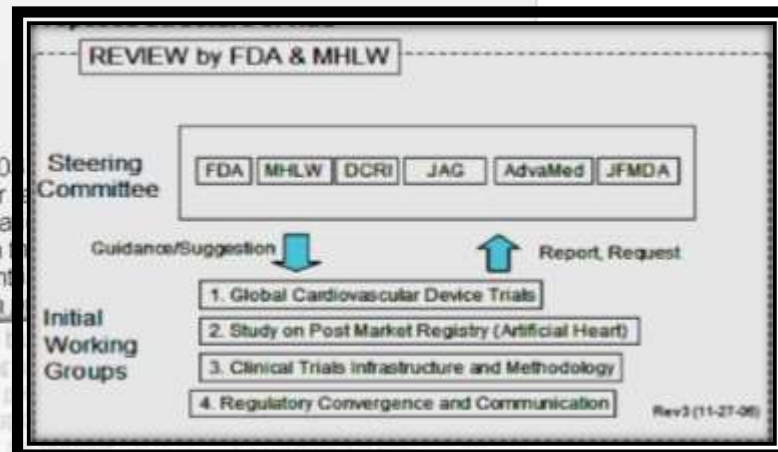 REVIEW by FDA & MHLW
Steering
Committee
FDA MHLW DCRI JAG AdvaMed JFMDA
Guidance/Suggestion
Report, Request
Initial
Working
Groups
1. Global Cardiovascular Device Trials
2. Study on Post Market Registry (Artificial Heart)
3. Clinical Trials Infrastructure and Methodology
4. Regulatory Convergence and Communication
Rev3 (11-27-06)